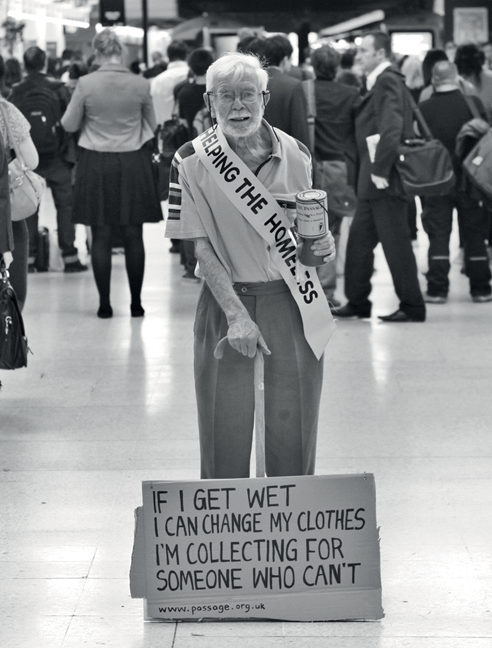 HELPING THE HOMELESS
IF I GET WET
I CAN CHANGE MY CLOTHES
I'M COLLECTING FOR
SOMEONE WHO CAN'T
www.passage.org.uk